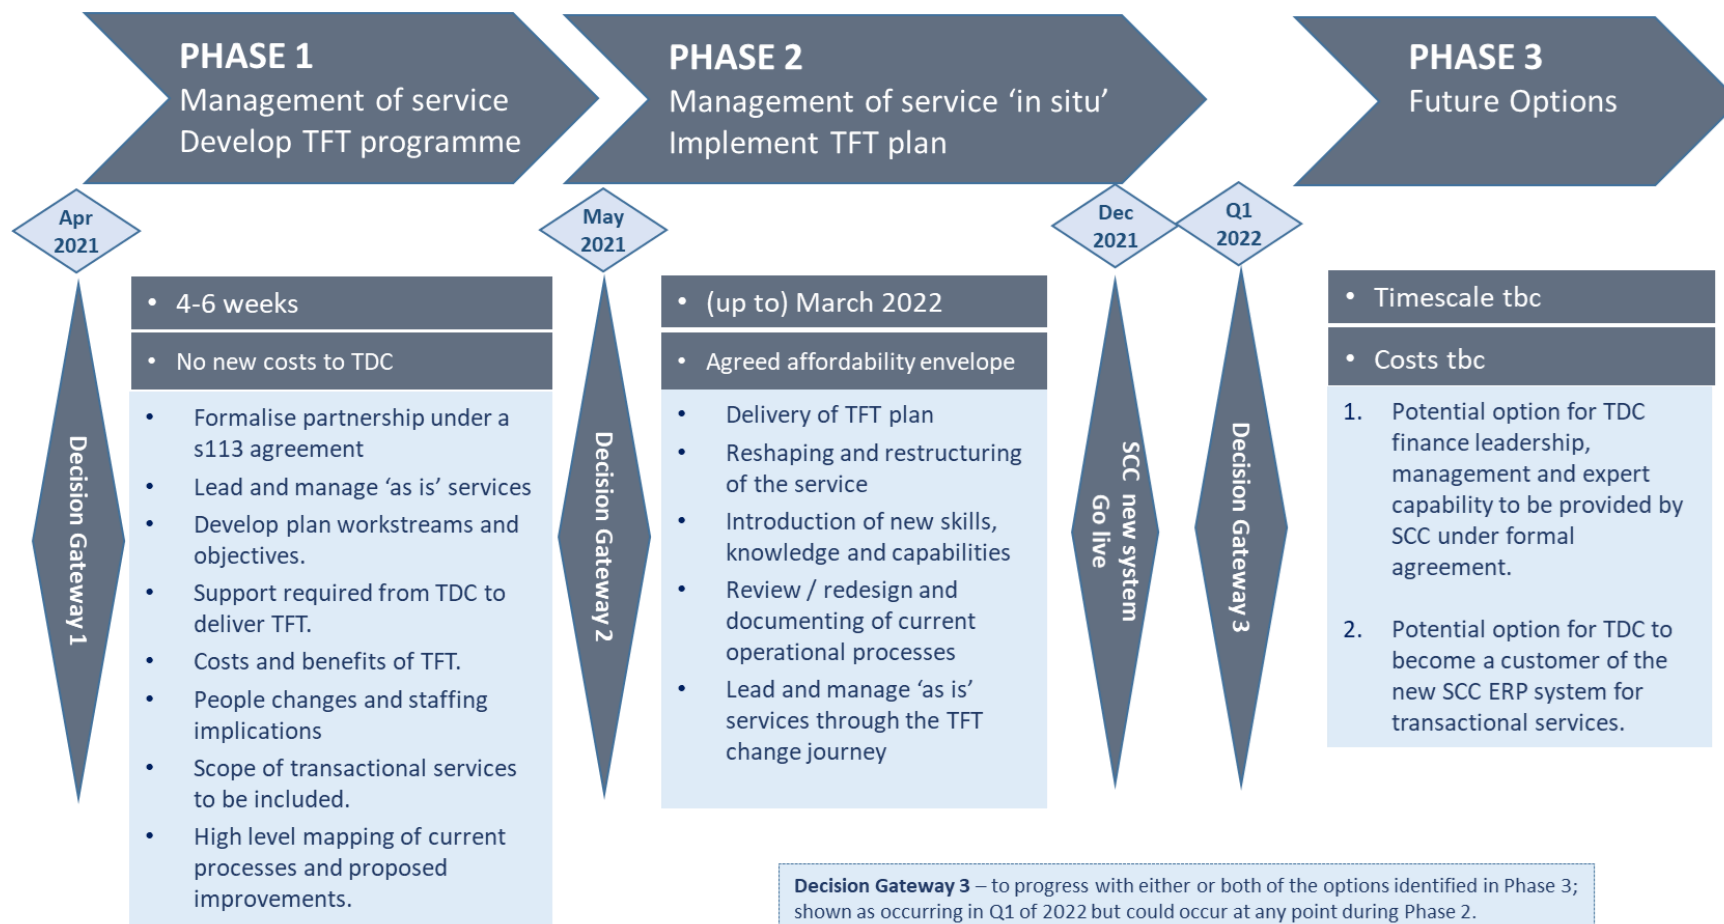 PHASE 1
Management of service
Develop TFT programme
PHASE 2
Management of service ‘in situ’
Implement TFT plan
PHASE 3
Future Options
Apr
2021
May
2021
Dec
2021
Q1
2022
Decision Gateway 1
• 4-6 weeks
• No new costs to TDC
• Formalise partnership under a
s113 agreement
• Lead and manage ‘as is’ services
• Develop plan workstreams and
objectives.
• Support required from TDC to
deliver TFT.
• Costs and benefits of TFT.
• People changes and staffing
implications
• Scope of transactional services
to be included.
• High level mapping of current
processes and proposed
improvements.
Decision Gateway 2
• (up to) March 2022
• Agreed affordability envelope
• Delivery of TFT plan
• Reshaping and restructuring
of the service
• Introduction of new skills,
knowledge and capabilities
• Review / redesign and
documenting of current
operational processes
• Lead and manage ‘as is’
services through the TFT
change journey
SCC new system
Go live
Decision Gateway 3
• Timescale tbc
• Costs tbc
1. Potential option for TDC
finance leadership,
management and expert
capability to be provided by
SCC under formal
agreement.
2. Potential option for TDC to
become a customer of the
new SCC ERP system for
transactional services.
Decision Gateway 3 – to progress with either or both of the options identified in Phase 3;
shown as occurring in Q1 of 2022 but could occur at any point during Phase 2.